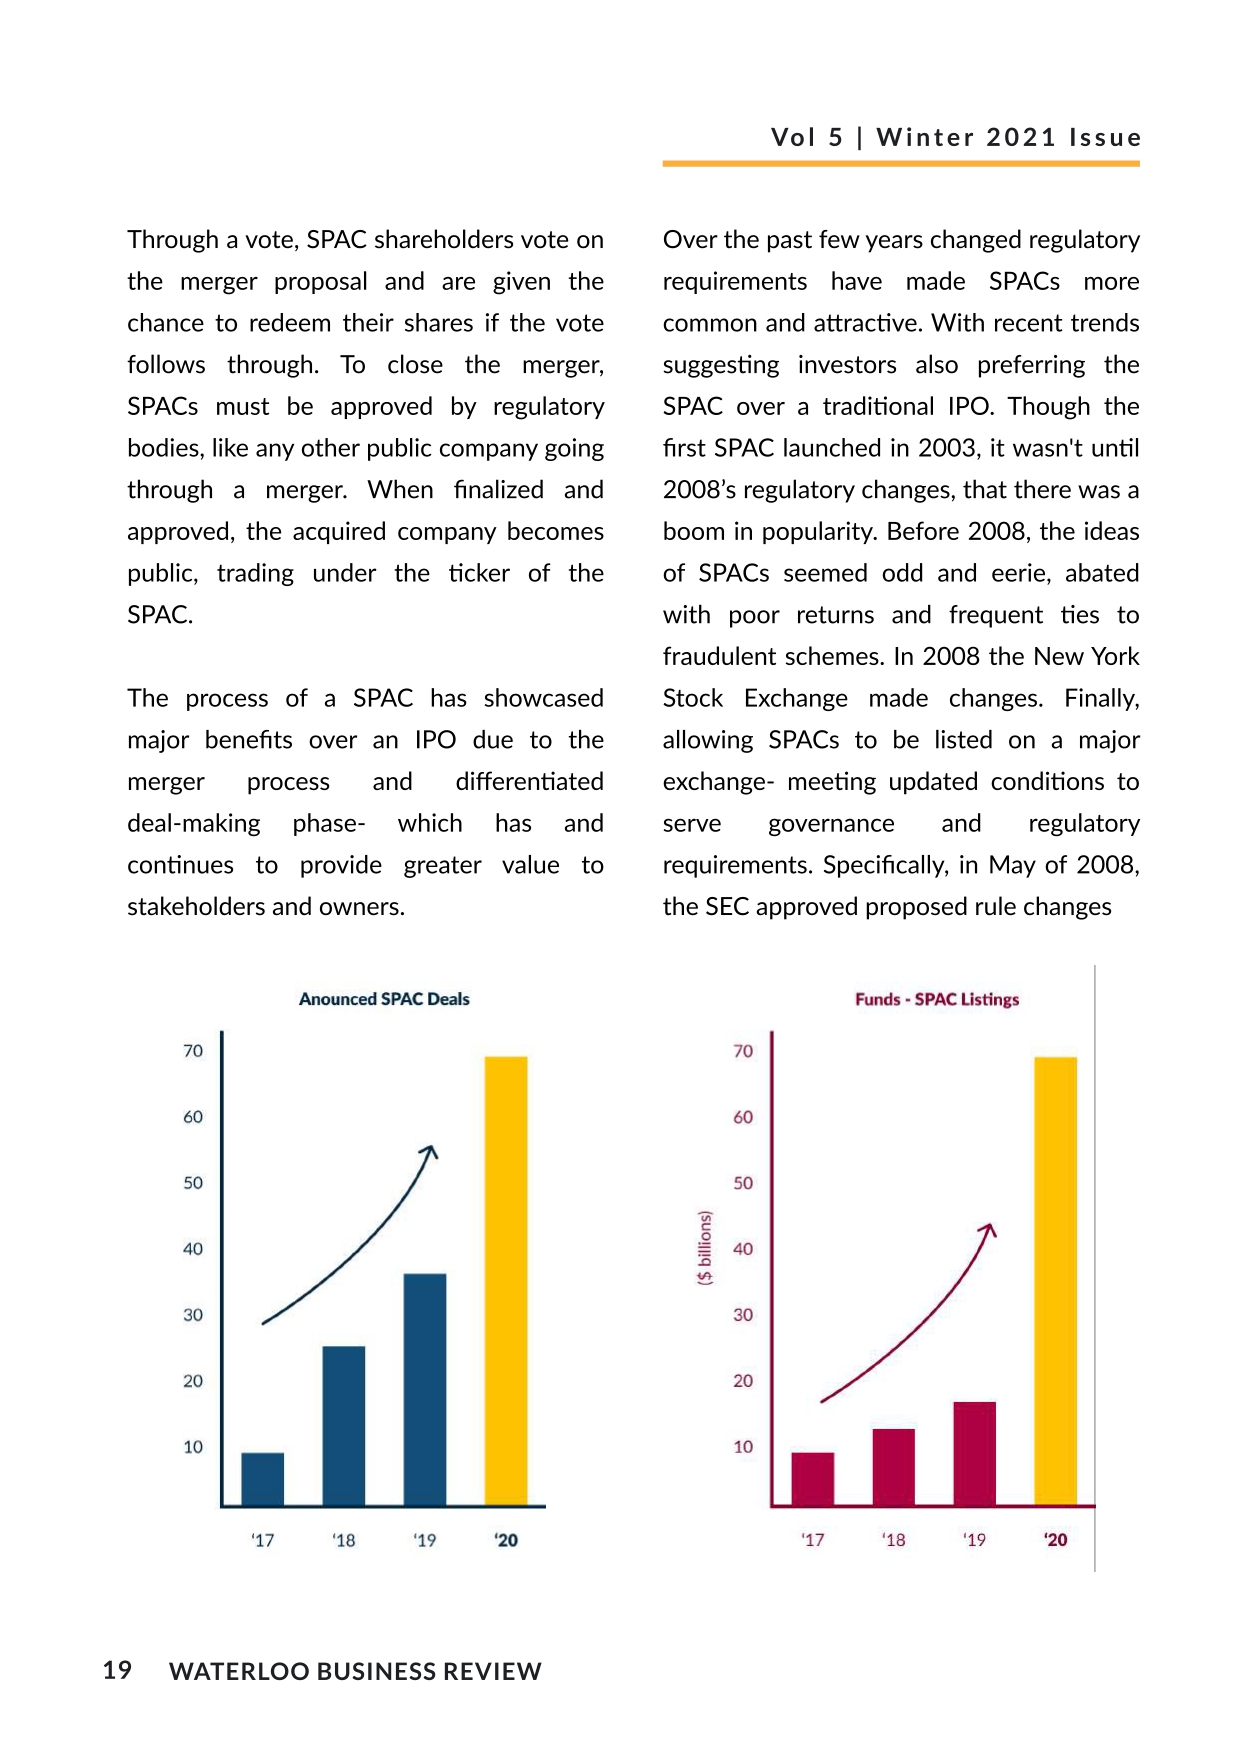 Vol 5 | Winter 2021 Issue
Through a vote, SPAC shareholders vote on
the merger proposal and are given the
chance to redeem their shares if the vote
follows through. To close the merger,
SPACs must be approved by regulatory
bodies, like any other public company going
through a merger. When finalized and
approved, the acquired company becomes
public, trading under the ticker of the
SPAC.
The process of a SPAC has showcased
major benefits over an IPO due to the
merger process and differentiated
deal-making phase- which has and
continues to provide greater value to
stakeholders and owners.
Over the past few years changed regulatory
requirements have made SPACs more
common and attractive. With recent trends
suggesting investors also preferring the
SPAC over a traditional IPO. Though the
first SPAC launched in 2003, it wasn't until
2008’s regulatory changes, that there was a
boom in popularity. Before 2008, the ideas
of SPACs seemed odd and eerie, abated
with poor returns and frequent ties to
fraudulent schemes. In 2008 the New York
Stock Exchange made changes. Finally,
allowing SPACs to be listed on a major
exchange- meeting updated conditions to
serve governance and regulatory
requirements. Specifically, in May of 2008,
the SEC approved proposed rule changes
Anounced SPAC Deals
70
60
50
40
30
20
10
‘17 ‘18 ‘19 ‘20
Funds - SPAC Listings
($ billions)
70
60
50
40
30
20
10
‘17 ‘18 ‘19 ‘20
19 WATERLOO BUSINESS REVIEW